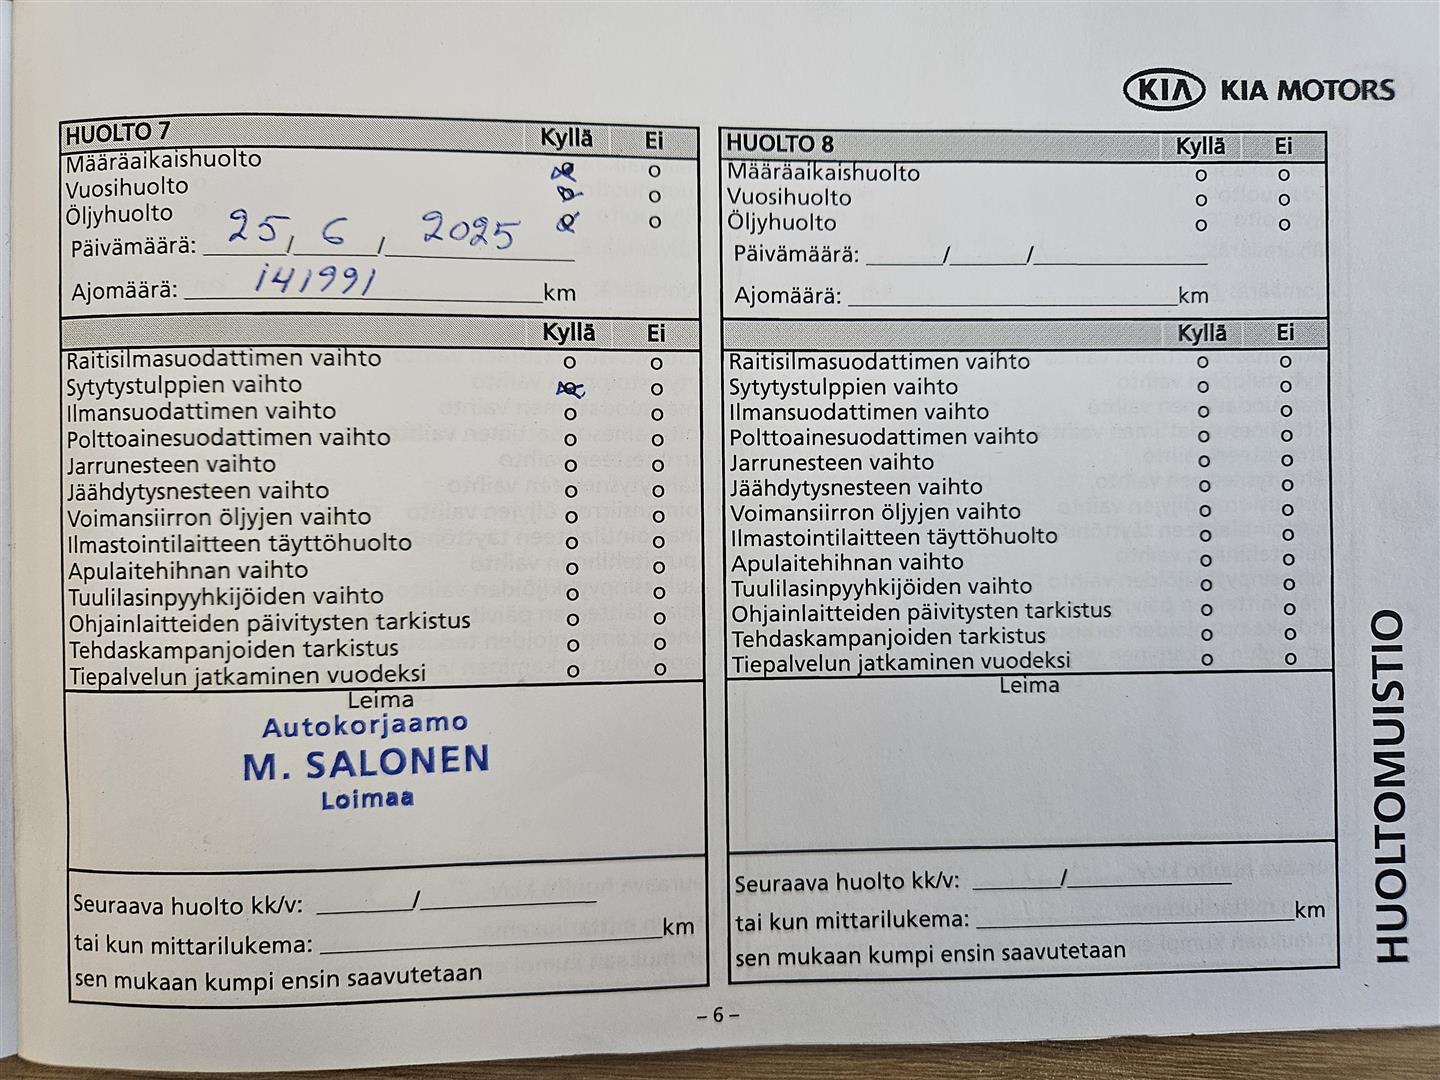 KIA KIA MOTORS
HUOLTO 7 Kyllä Ei
Määräaikaishuolto o
Vuosihuolto o
Öljyhuolto o
Päivämäärä: 25 / 6 / 2025
Ajomäärä: 141991 km
Kyllä Ei
Raitisilmasuodattimen vaihto o o
Sytytystulppien vaihto o
Ilmansuodattimen vaihto o o
Polttoainesuodattimen vaihto o o
Jarrunesteen vaihto o o
Jäähdytysnesteen vaihto o o
Voimansiirron öljyjen vaihto o o
Ilmastointilaitteen täyttöhuolto o o
Apulaitehihnan vaihto o o
Tuulilasinpyyhkijöiden vaihto o o
Ohjainlaitteiden päivitysten tarkistus o o
Tehdaskampanjoiden tarkistus o o
Tiepalvelun jatkaminen vuodeksi o o
Leima
Autokorjaamo
M. SALONEN
Loimaa
Seuraava huolto kk/v: /
tai kun mittarilukema: km
sen mukaan kumpi ensin saavutetaan
HUOLTO 8 Kyllä Ei
Määräaikaishuolto o o
Vuosihuolto o o
Öljyhuolto o o
Päivämäärä: / /
Ajomäärä: km
Kyllä Ei
Raitisilmasuodattimen vaihto o o
Sytytystulppien vaihto o o
Ilmansuodattimen vaihto o o
Polttoainesuodattimen vaihto o o
Jarrunesteen vaihto o o
Jäähdytysnesteen vaihto o o
Voimansiirron öljyjen vaihto o o
Ilmastointilaitteen täyttöhuolto o o
Apulaitehihnan vaihto o o
Tuulilasinpyyhkijöiden vaihto o o
Ohjainlaitteiden päivitysten tarkistus o o
Tehdaskampanjoiden tarkistus o o
Tiepalvelun jatkaminen vuodeksi o o
Leima
Seuraava huolto kk/v: /
tai kun mittarilukema: km
sen mukaan kumpi ensin saavutetaan
HUOLTOMUISTIO
– 6 –